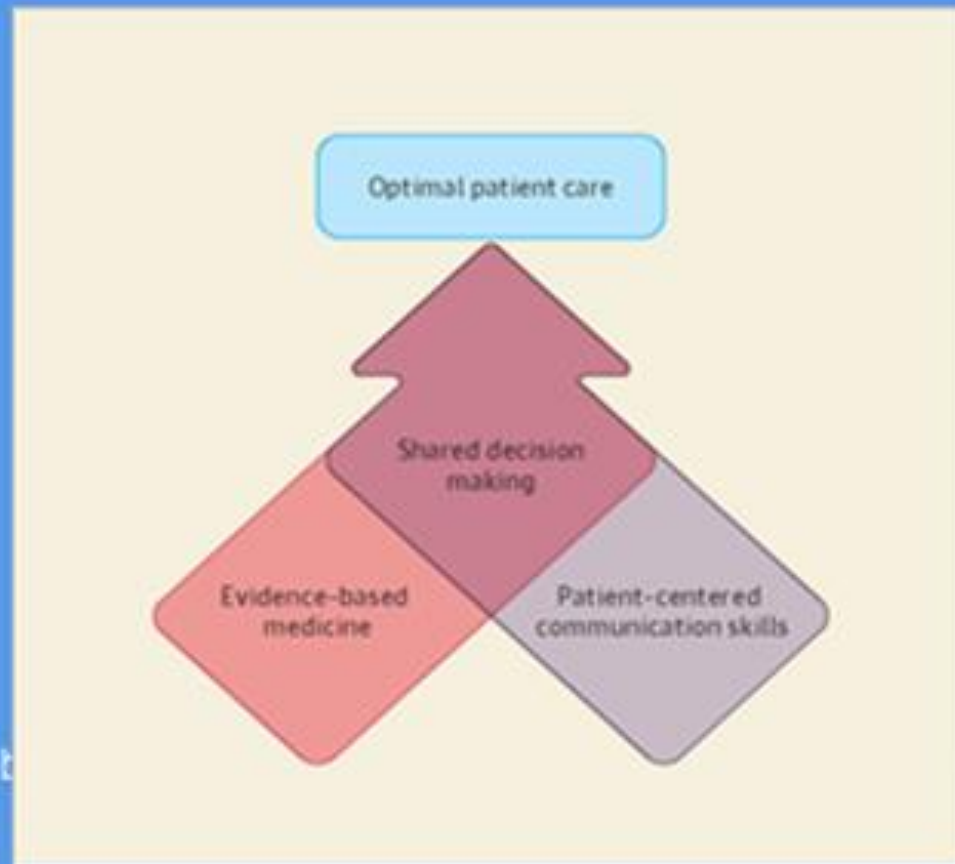 Optimal patient care
Shared decision
making
Evidence-based
medicine
Patient-centered
communication skills